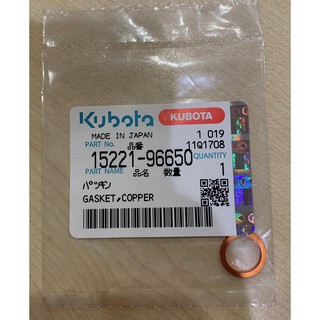 Kubota KUBOTA
MADE IN JAPAN 1 019
PART No. 品番 11Q1708
15221-96650 QUANTITY
PART NAME 品名 数量 1
パッキン
GASKET,COPPER